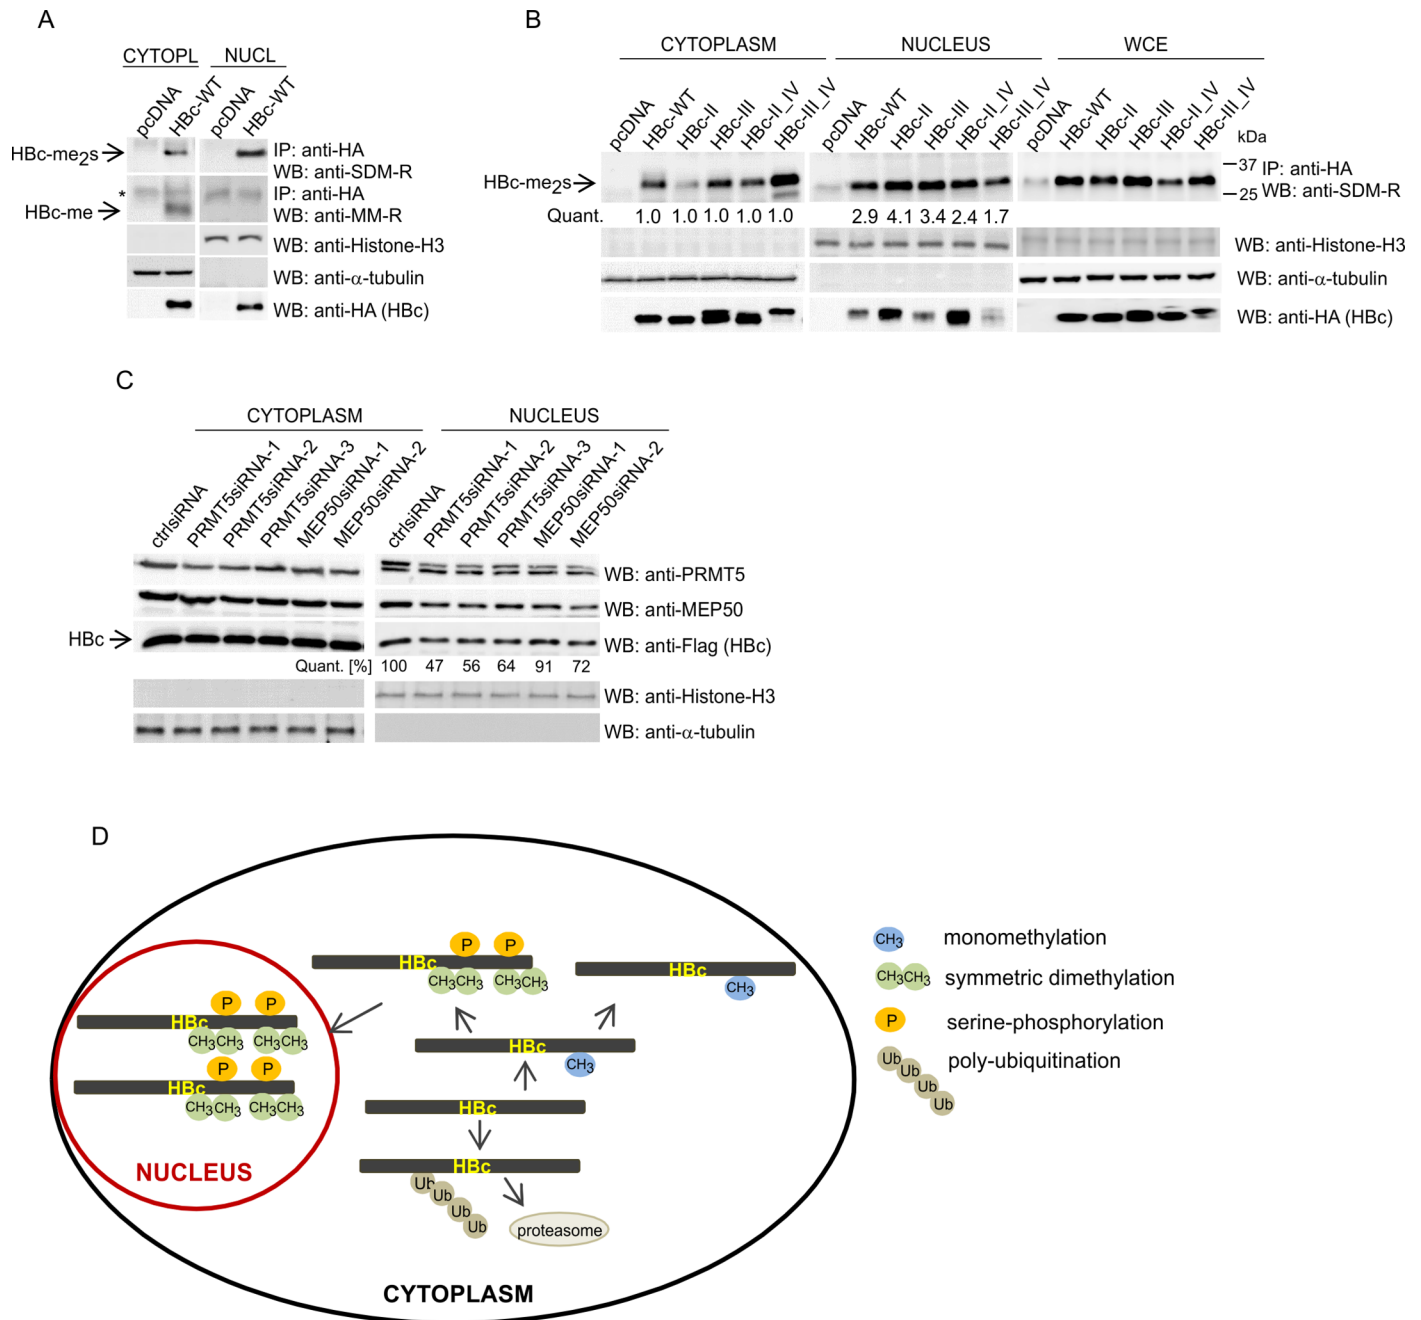 A
CYTOPL NUCL
pcDNA HBc-WT pcDNA HBc-WT
HBc-me2s
IP: anti-HA
WB: anti-SDM-R
*
IP: anti-HA
HBc-me
WB: anti-MM-R
WB: anti-Histone-H3
WB: anti-α-tubulin
WB: anti-HA (HBc)
B
CYTOPLASM NUCLEUS WCE
pcDNA HBc-WT HBc-II HBc-III HBc-II_IV HBc-III_IV pcDNA HBc-WT HBc-II HBc-III HBc-II_IV HBc-III_IV pcDNA HBc-WT HBc-II HBc-III HBc-II_IV HBc-III_IV
kDa
37
HBc-me2s
IP: anti-HA
25
WB: anti-SDM-R
Quant. 1.0 1.0 1.0 1.0 1.0 2.9 4.1 3.4 2.4 1.7
WB: anti-Histone-H3
WB: anti-α-tubulin
WB: anti-HA (HBc)
C
CYTOPLASM NUCLEUS
ctrlsiRNA PRMT5siRNA-1 PRMT5siRNA-2 PRMT5siRNA-3 MEP50siRNA-1 MEP50siRNA-2 ctrlsiRNA PRMT5siRNA-1 PRMT5siRNA-2 PRMT5siRNA-3 MEP50siRNA-1 MEP50siRNA-2
WB: anti-PRMT5
WB: anti-MEP50
HBc
WB: anti-Flag (HBc)
Quant. [%] 100 47 56 64 91 72
WB: anti-Histone-H3
WB: anti-α-tubulin
D
P P
HBc
CH3CH3 CH3CH3
HBc
CH3
P P
HBc
CH3CH3 CH3CH3
P P
HBc
CH3CH3 CH3CH3
NUCLEUS
HBc
CH3
HBc
HBc
Ub Ub Ub Ub
proteasome
CYTOPLASM
CH3 monomethylation
CH3CH3 symmetric dimethylation
P serine-phosphorylation
Ub Ub Ub Ub poly-ubiquitination